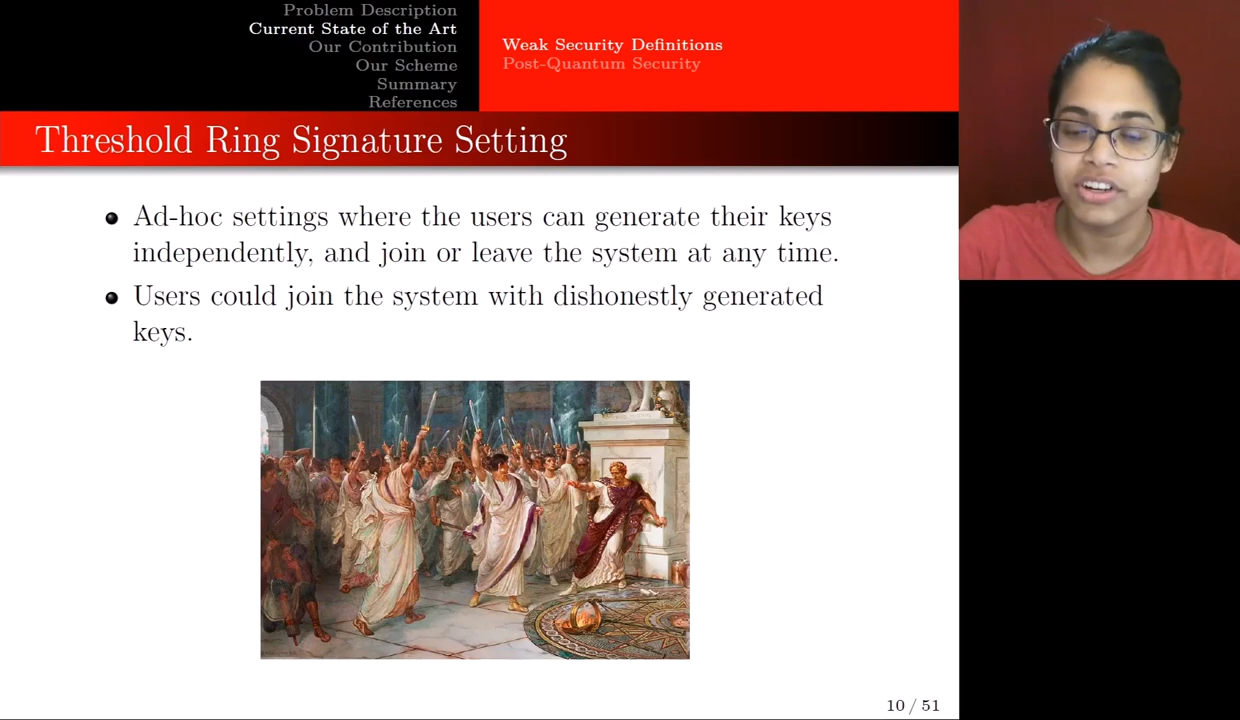 Problem Description
Current State of the Art
Our Contribution
Our Scheme
Summary
References
Weak Security Definitions
Post-Quantum Security
Threshold Ring Signature Setting
Ad-hoc settings where the users can generate their keys
independently, and join or leave the system at any time.
Users could join the system with dishonestly generated
keys.
10 / 51